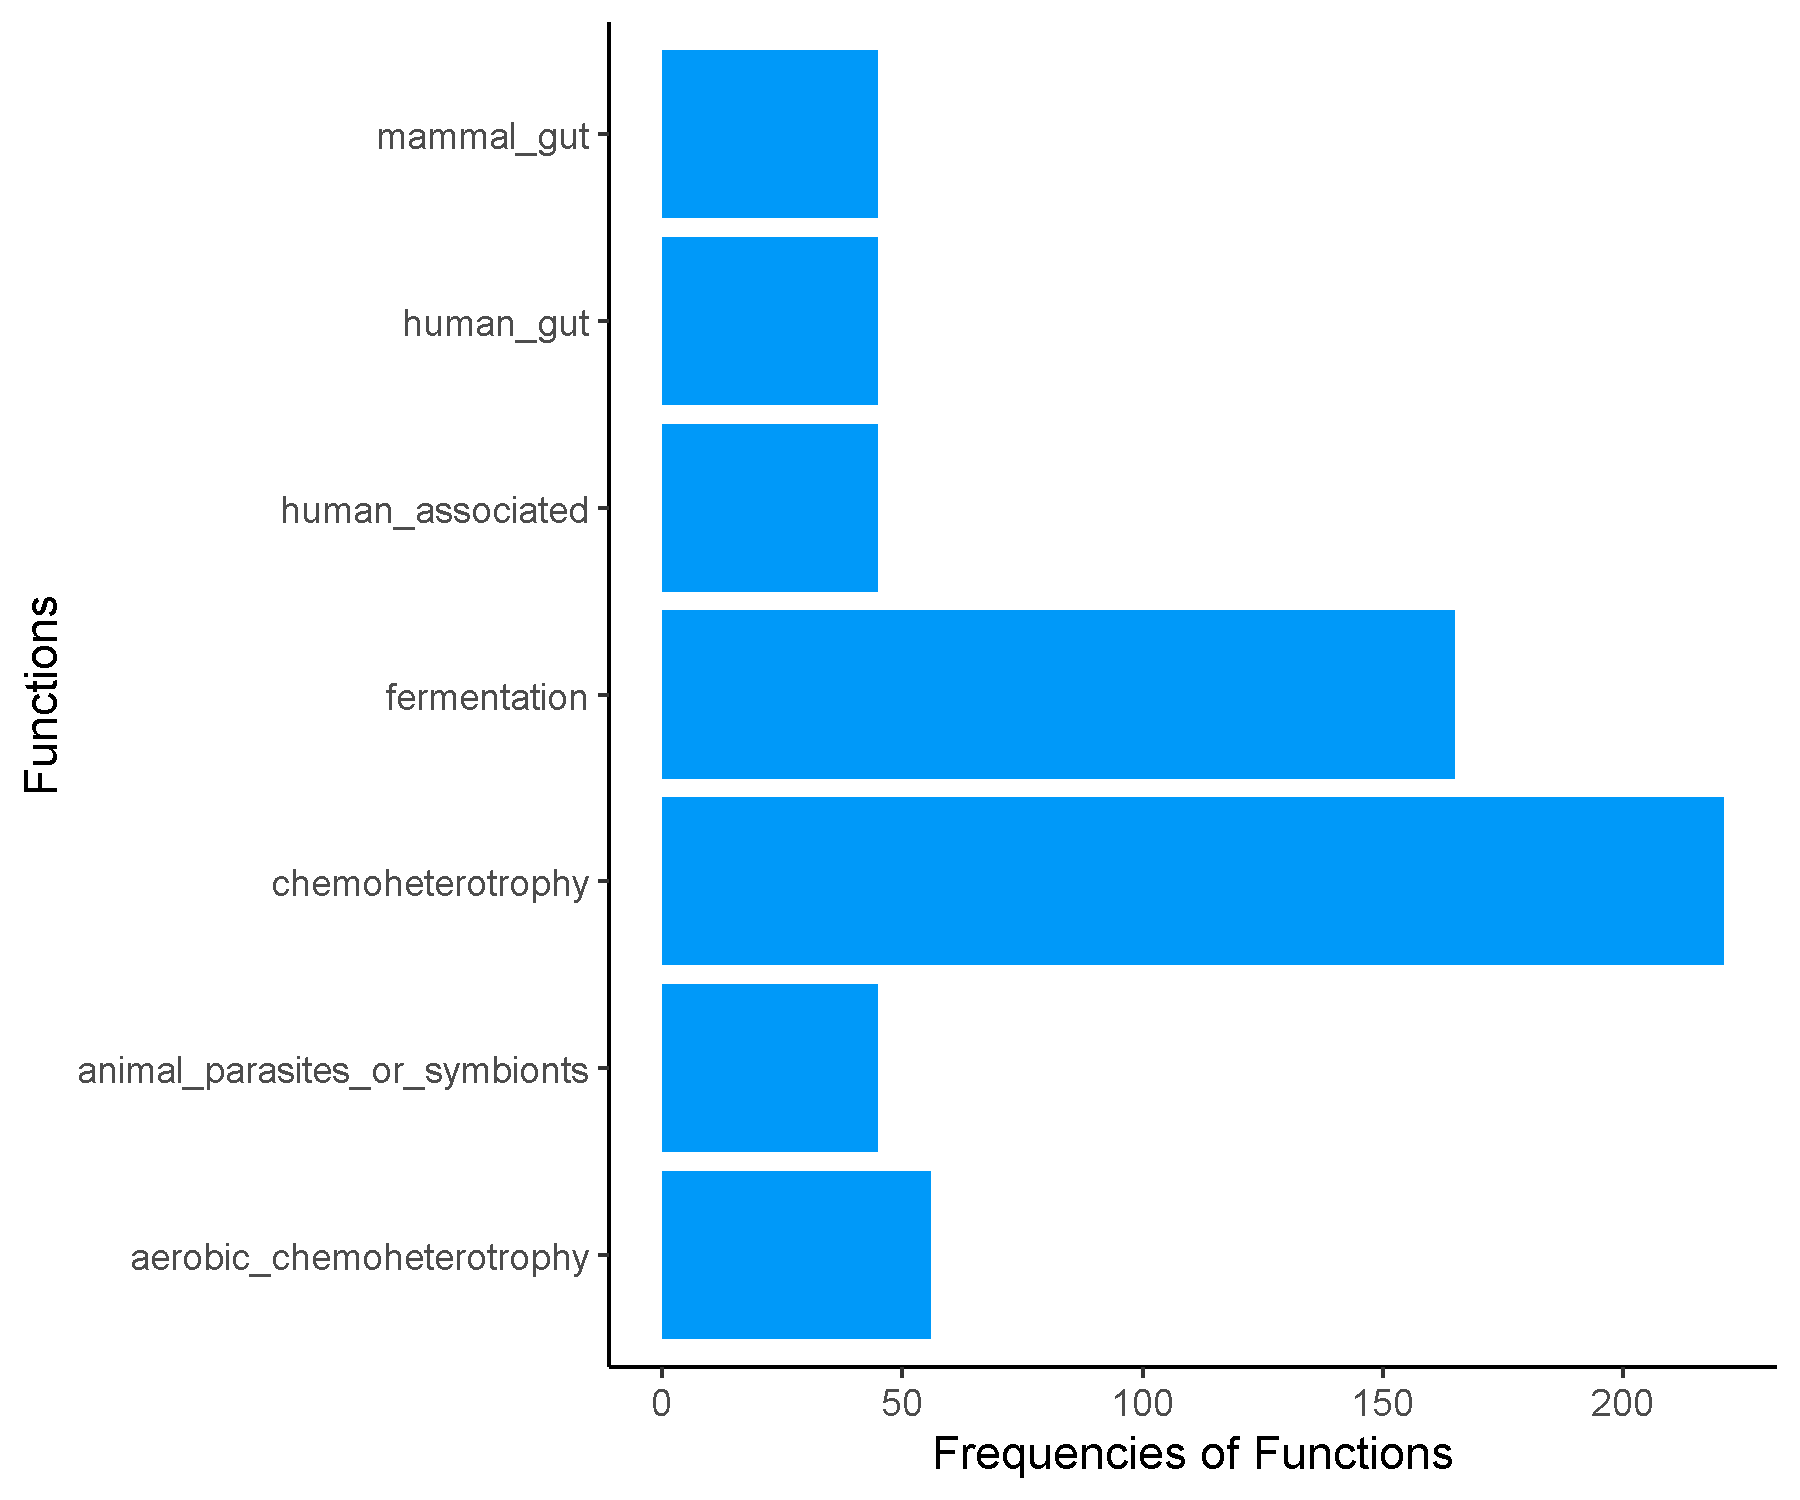 Functions
mammal_gut
human_gut
human_associated
fermentation
chemoheterotrophy
animal_parasites_or_symbionts
aerobic_chemoheterotrophy
0 50 100 150 200
Frequencies of Functions